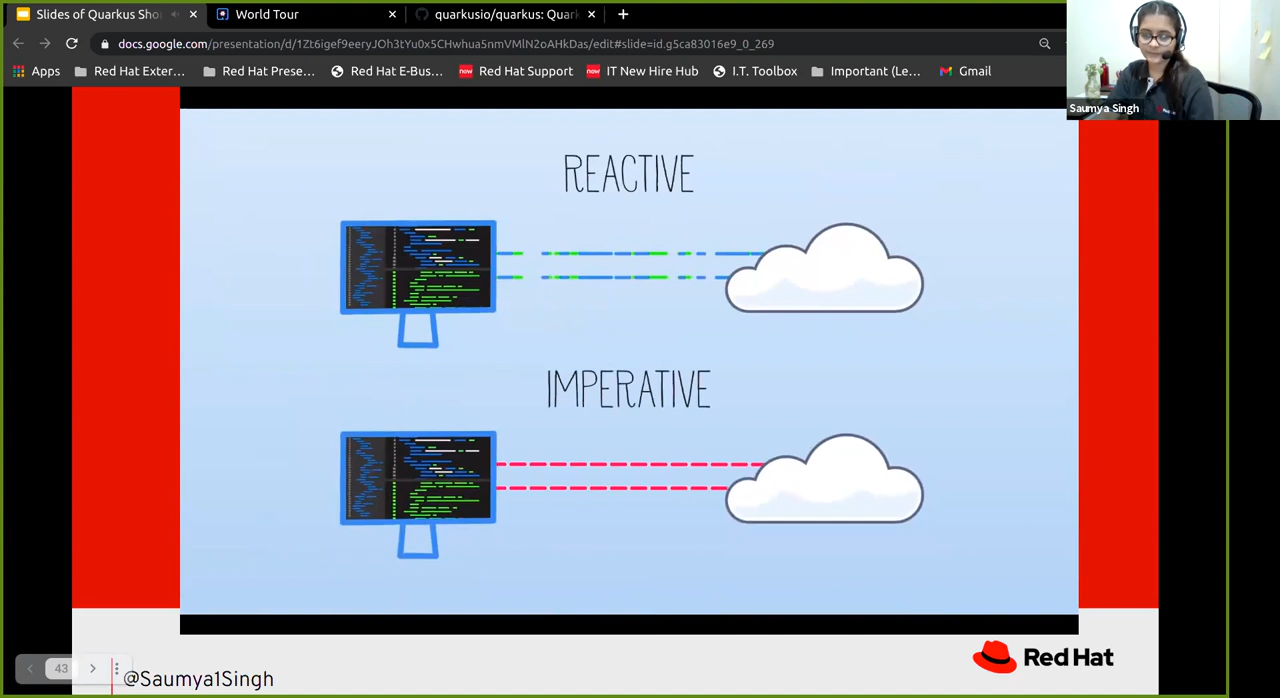 Slides of Quarkus Sho
World Tour
quarkusio/quarkus: Quark
docs.google.com/presentation/d/1Zt6igef9eeryJOh3tYu0x5CHwhua5nmVMlN2oAHkDas/edit#slide=id.g5ca83016e9_0_269
Apps
Red Hat Exter...
Red Hat Prese...
Red Hat E-Bus...
now
Red Hat Support
now
IT New Hire Hub
I.T. Toolbox
Important (Le...
Gmail
Saumya Singh
REACTIVE
IMPERATIVE
43
@Saumya1Singh
Red Hat